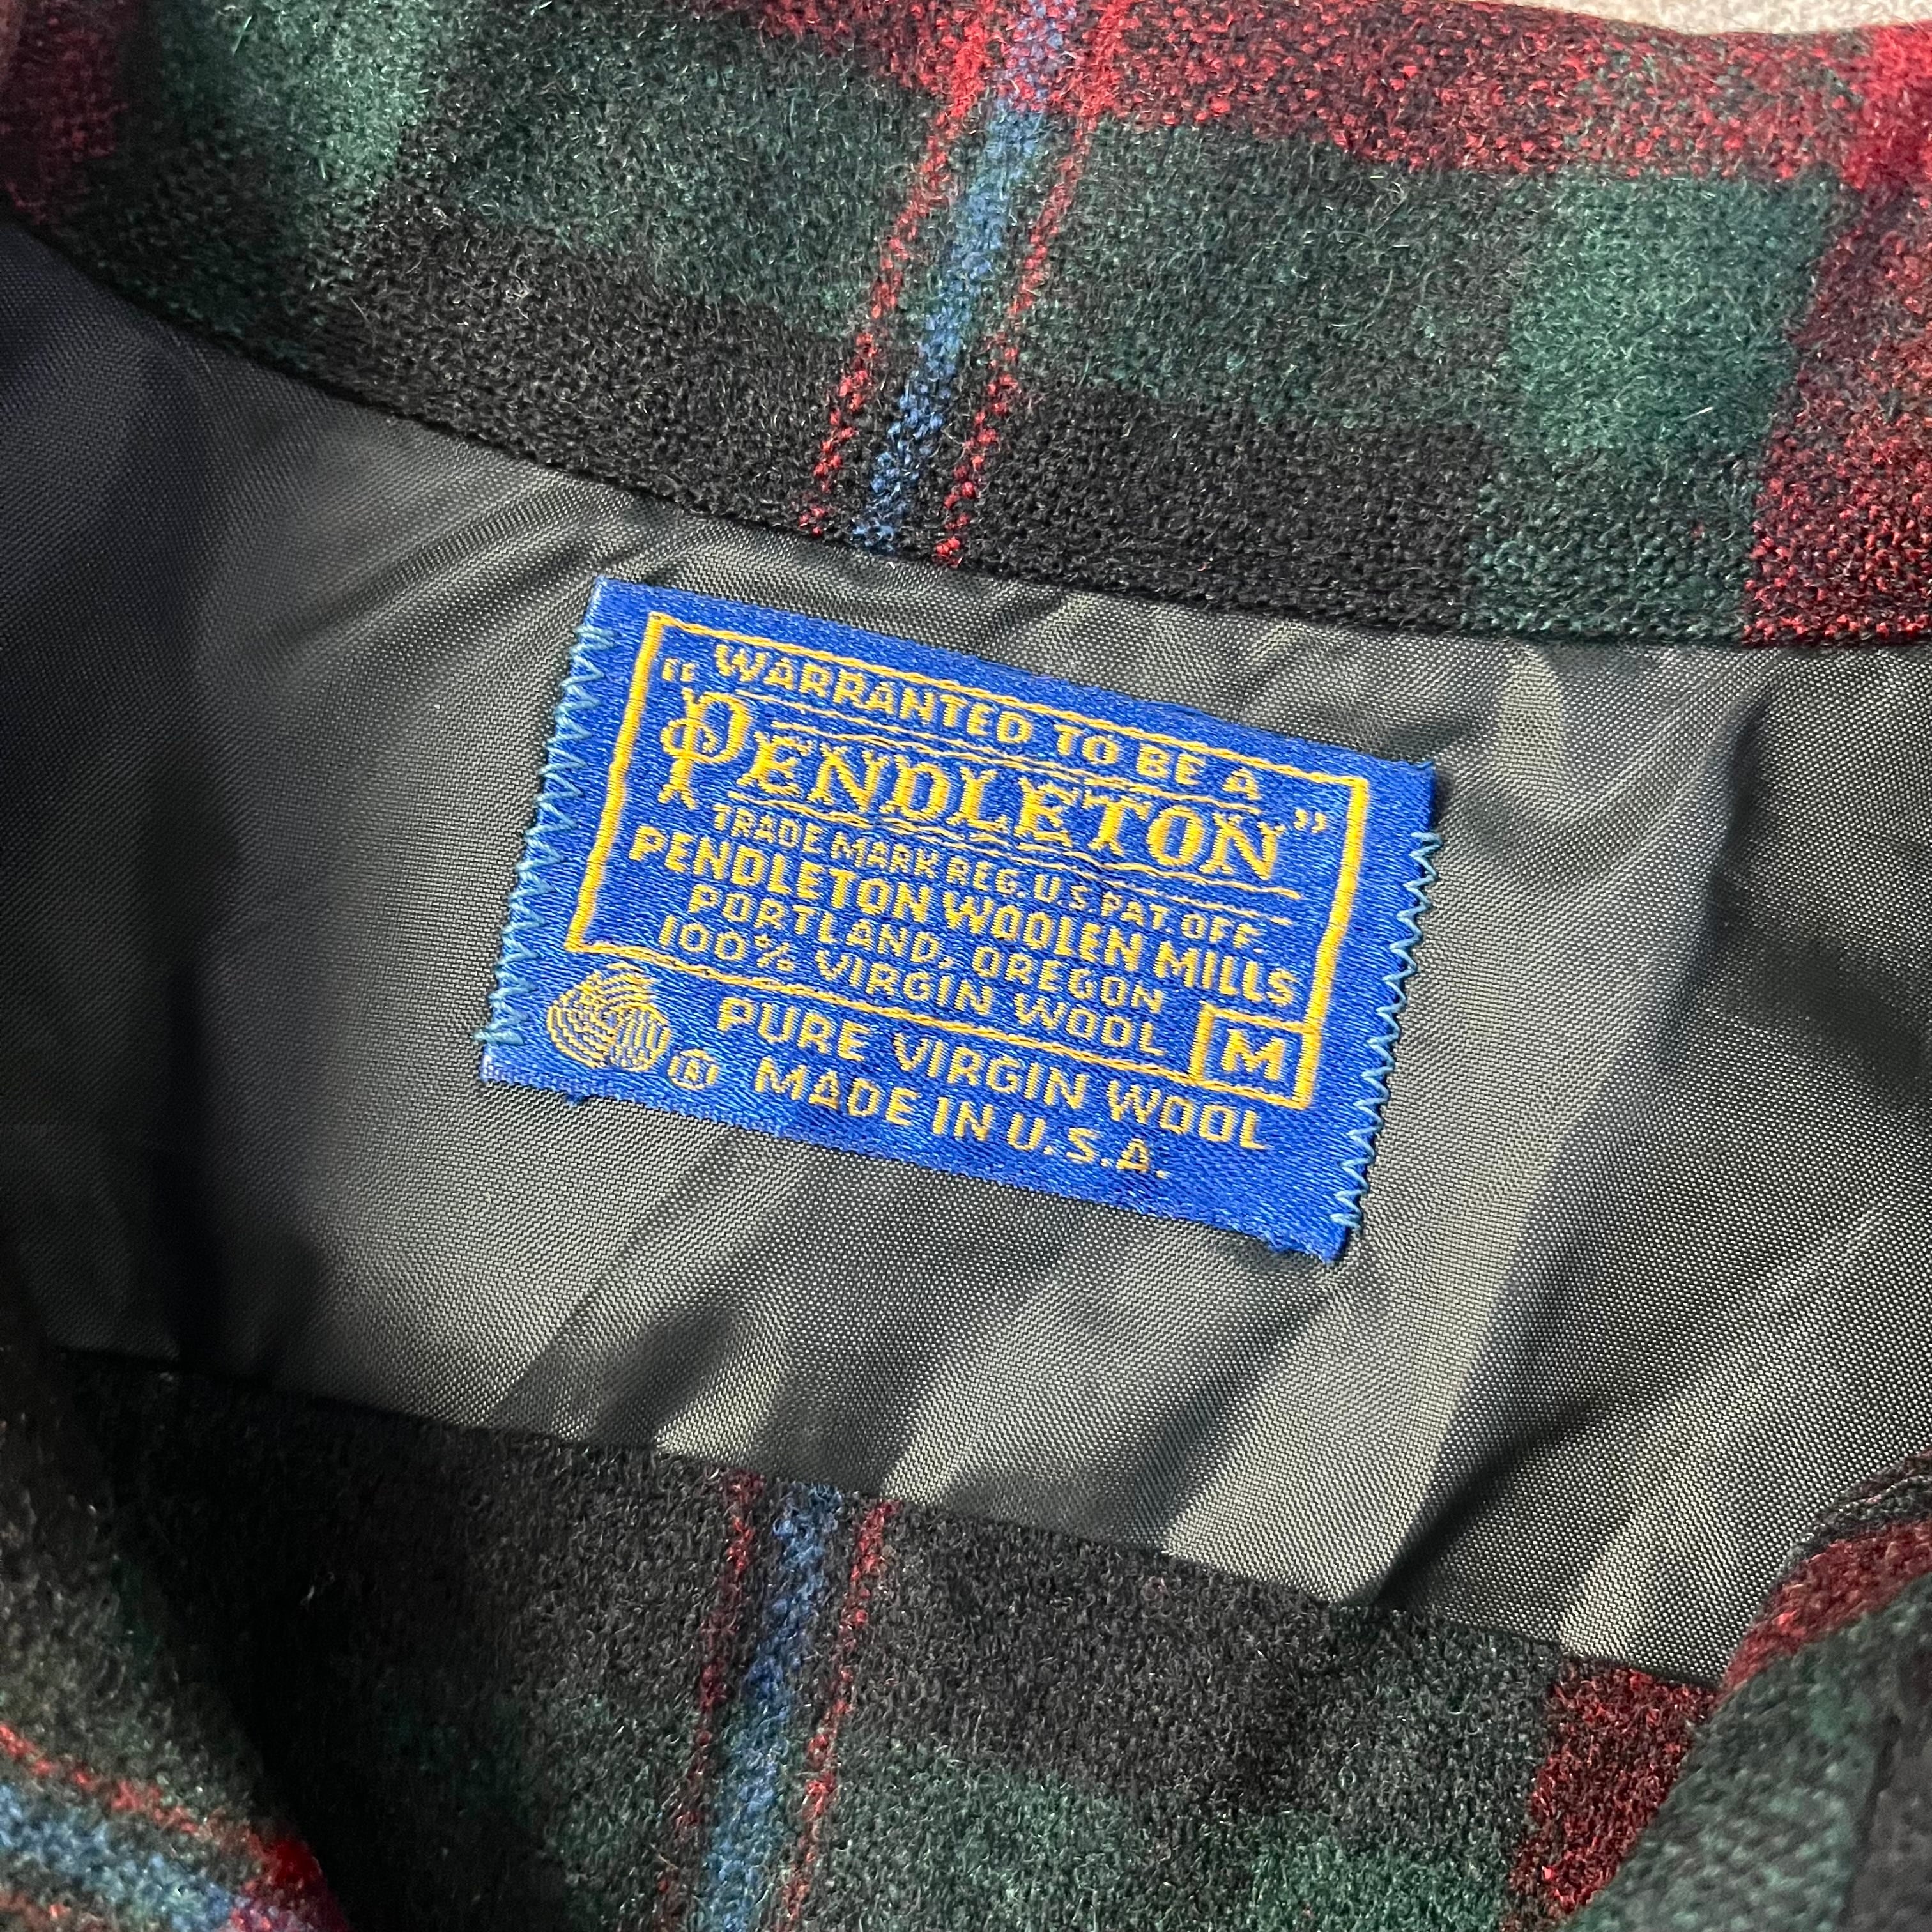 "WARRANTED TO BE A
PENDLETON"
TRADE MARK REG. U.S. PAT. OFF.
PENDLETON WOOLEN MILLS
PORTLAND, OREGON
100% VIRGIN WOOL
M
PURE VIRGIN WOOL
® MADE IN U.S.A.